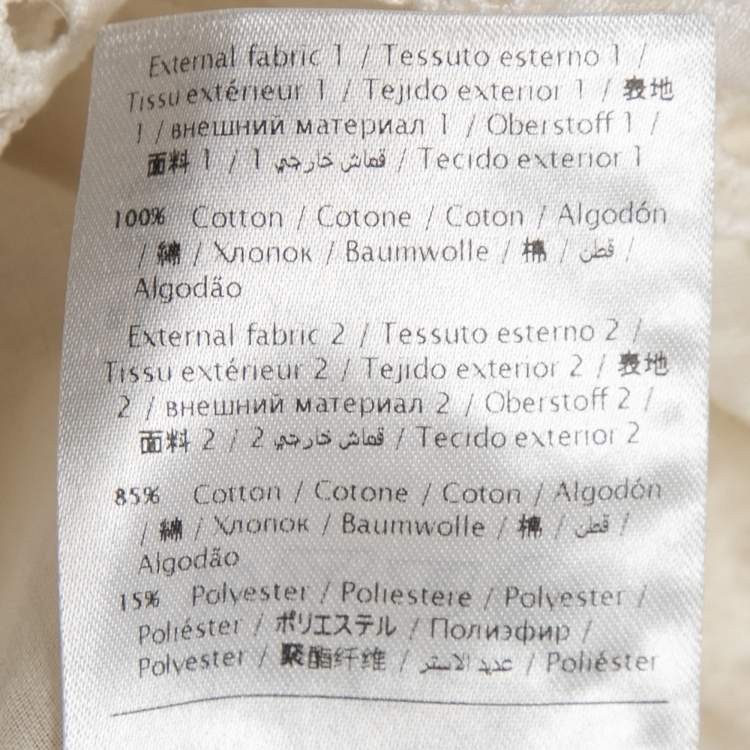 External fabric 1 / Tessuto esterno 1 /
Tissu extérieur 1 / Tejido exterior 1 / 表地
1 / внешний материал 1 / Oberstoff 1 /
面料 1 / 1 قماش خارجي / Tecido exterior 1
100% Cotton / Cotone / Coton / Algodón
/ 綿 / Хлопок / Baumwolle / 棉 / قطن /
Algodão
External fabric 2 / Tessuto esterno 2 /
Tissu extérieur 2 / Tejido exterior 2 / 表地
2 / внешний материал 2 / Oberstoff 2 /
面料 2 / 2 قماش خارجي / Tecido exterior 2
85% Cotton / Cotone / Coton / Algodón
/ 綿 / Хлопок / Baumwolle / 棉 / قطن /
Algodão
15% Polyester / Poliestere / Polyester /
Poliéster / ポリエステル / Полиэфир /
Polyester / 聚酯纤维 / عديد الاستر / Poliéster